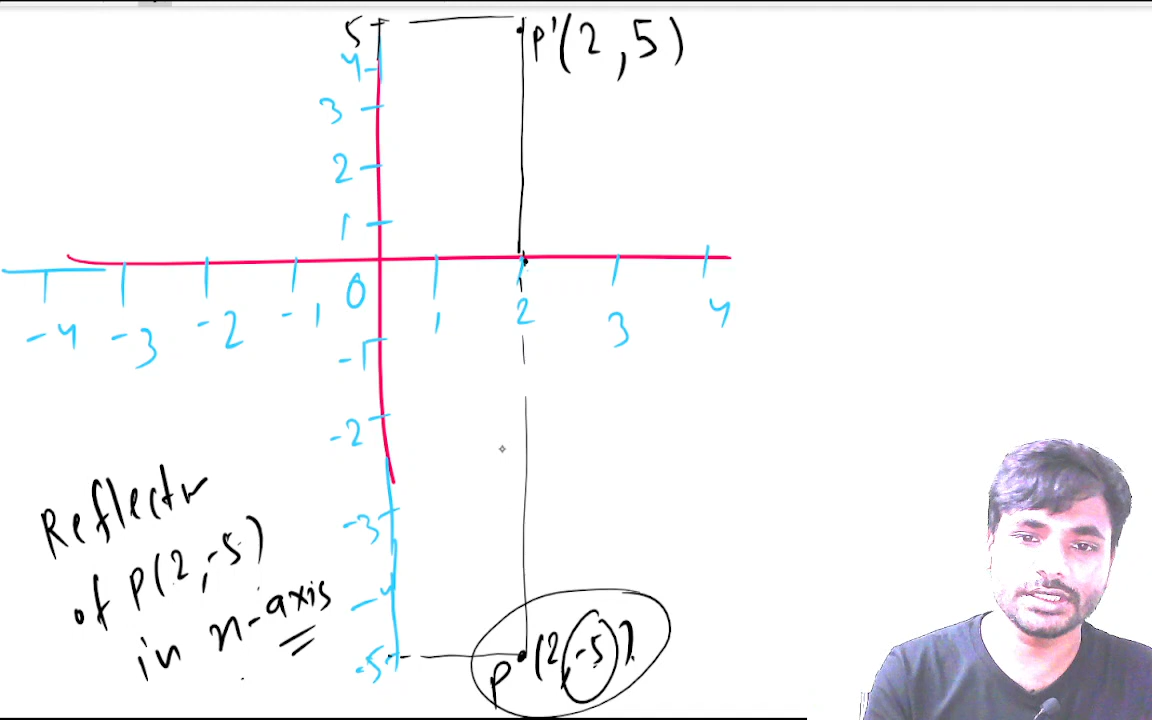 5
P'(2,5)
4
3
2
1
-4 -3 -2 -1 0 1 2 3 4
-1
-2
-3
-4
-5
P (2,-5)
Reflectn
of P(2,-5)
in x-axis